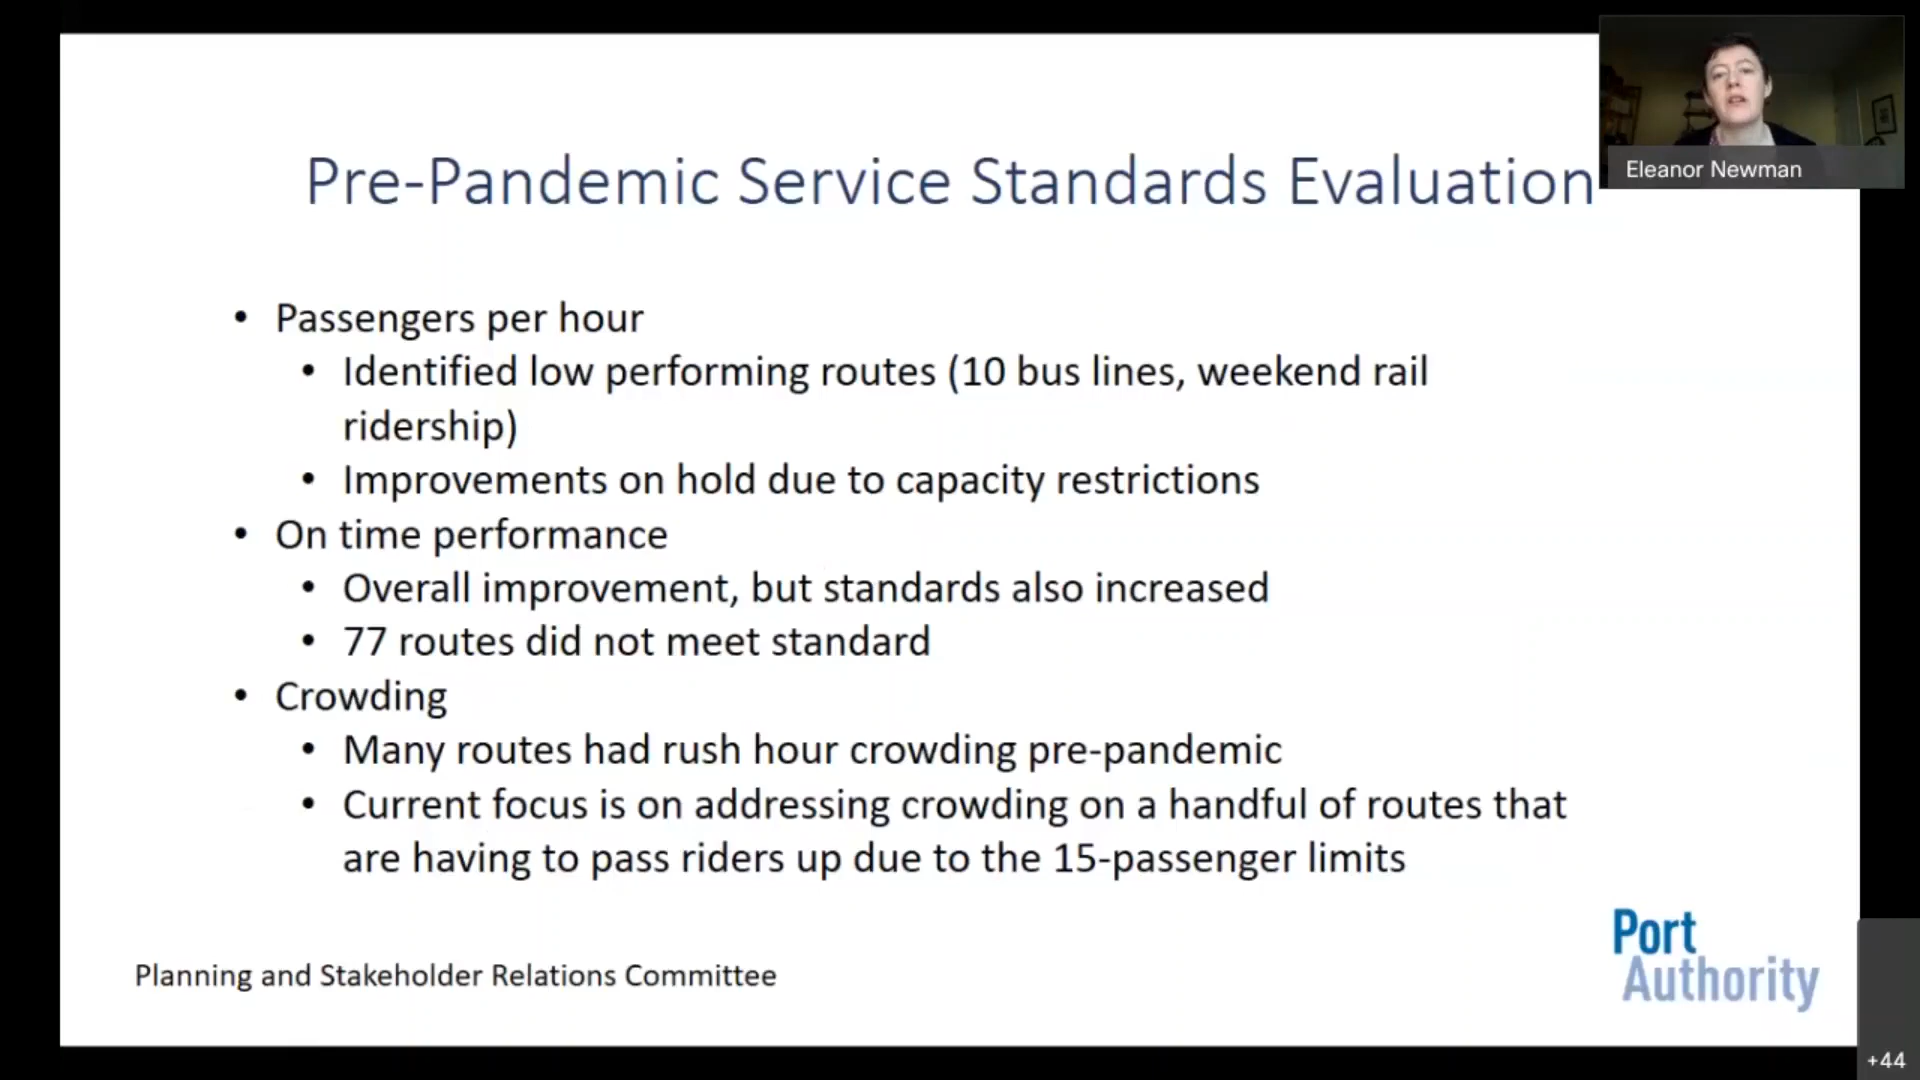 Pre-Pandemic Service Standards Evaluation
Eleanor Newman
• Passengers per hour
• Identified low performing routes (10 bus lines, weekend rail
ridership)
• Improvements on hold due to capacity restrictions
• On time performance
• Overall improvement, but standards also increased
• 77 routes did not meet standard
• Crowding
• Many routes had rush hour crowding pre-pandemic
• Current focus is on addressing crowding on a handful of routes that
are having to pass riders up due to the 15-passenger limits
Planning and Stakeholder Relations Committee
Port
Authority
+44